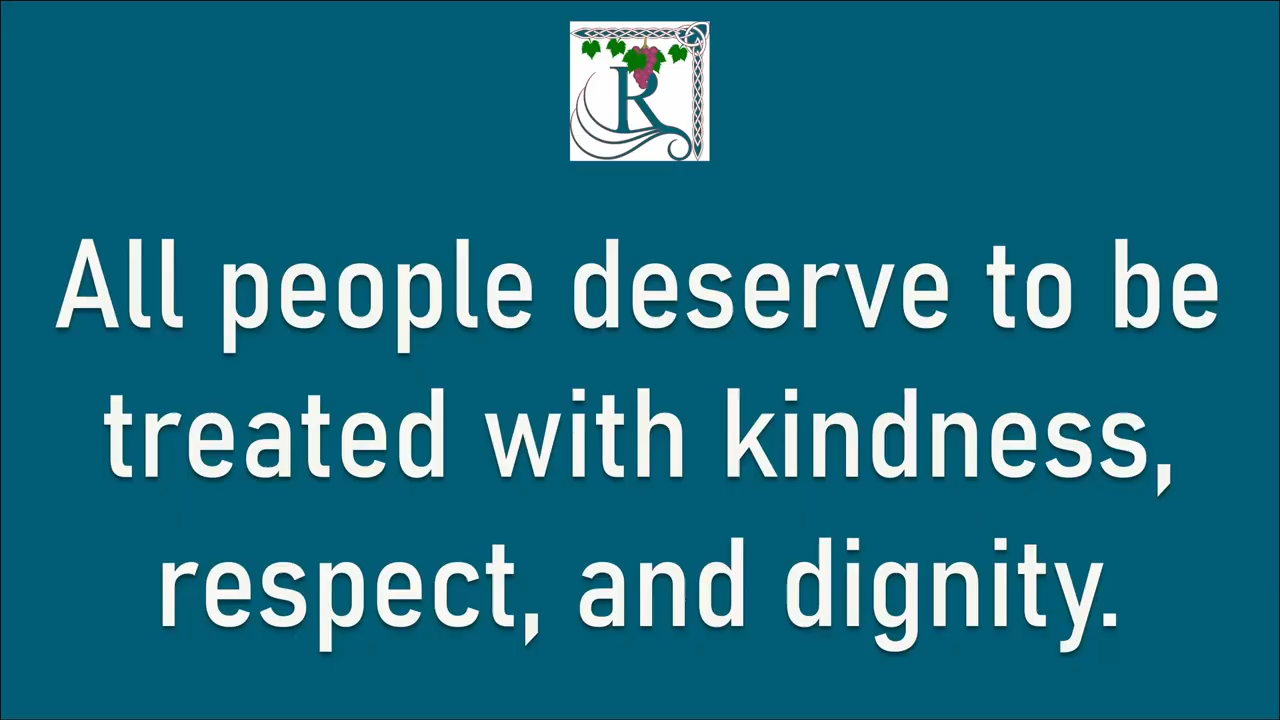 R
All people deserve to be
treated with kindness,
respect, and dignity.